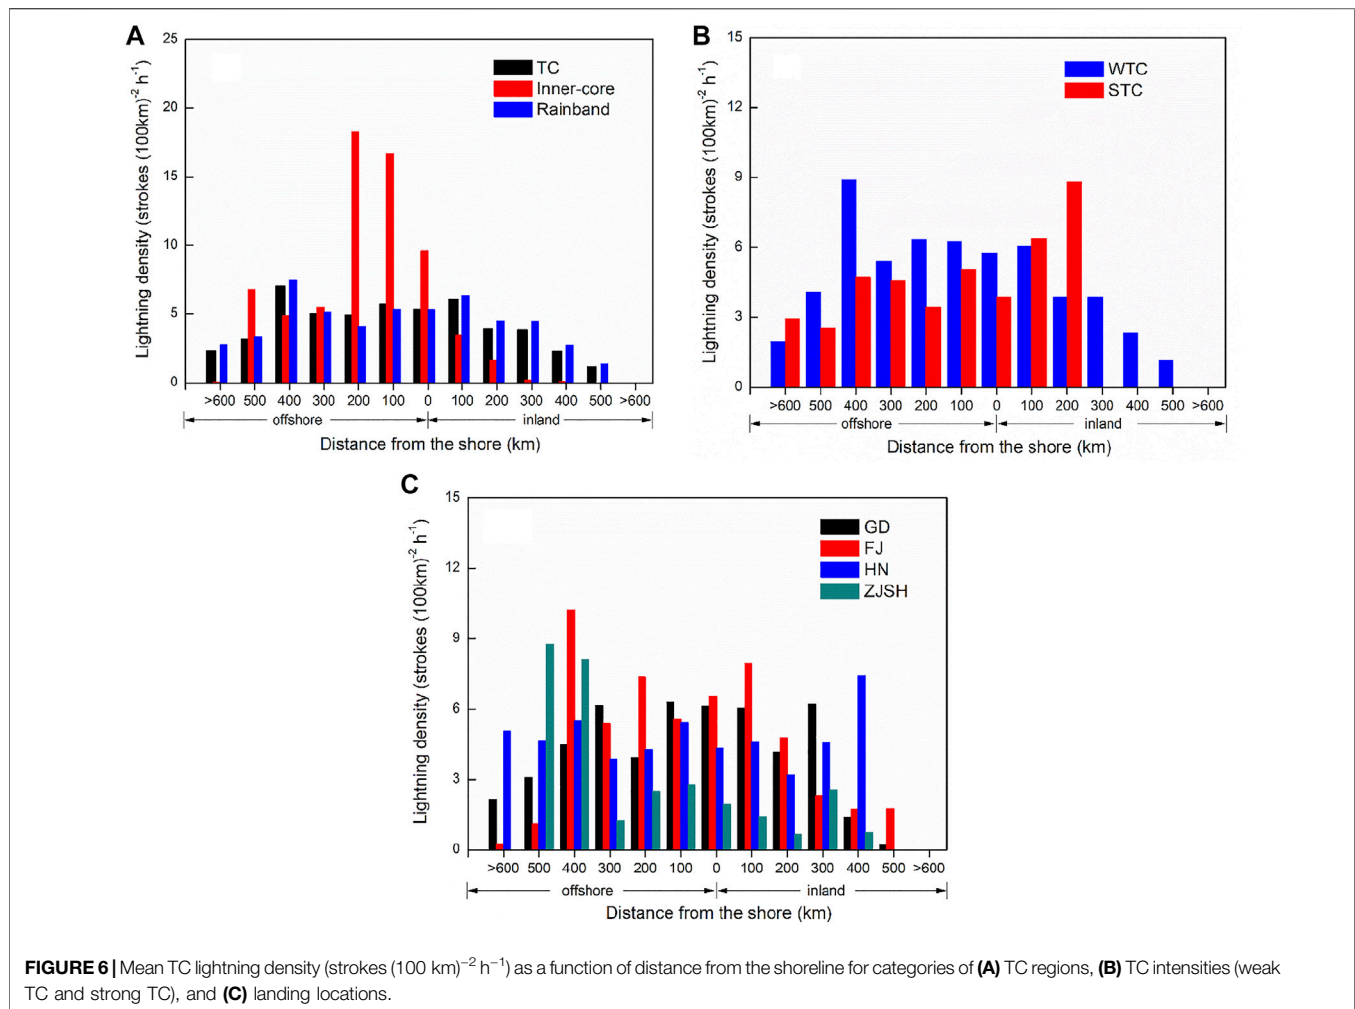 A
25
20
15
10
5
0
Lightning density (strokes (100km)⁻² h⁻¹)
TC
Inner-core
Rainband
>600 500 400 300 200 100 0 100 200 300 400 500 >600
offshore inland
Distance from the shore (km)
B
15
12
9
6
3
0
Lightning density (strokes (100km)⁻² h⁻¹)
WTC
STC
>600 500 400 300 200 100 0 100 200 300 400 500 >600
offshore inland
Distance from the shore (km)
C
15
12
9
6
3
0
Lightning density (strokes (100km)⁻² h⁻¹)
GD
FJ
HN
ZJSH
>600 500 400 300 200 100 0 100 200 300 400 500 >600
offshore inland
Distance from the shore (km)
FIGURE 6 | Mean TC lightning density (strokes (100 km)⁻² h⁻¹) as a function of distance from the shoreline for categories of (A) TC regions, (B) TC intensities (weak
TC and strong TC), and (C) landing locations.